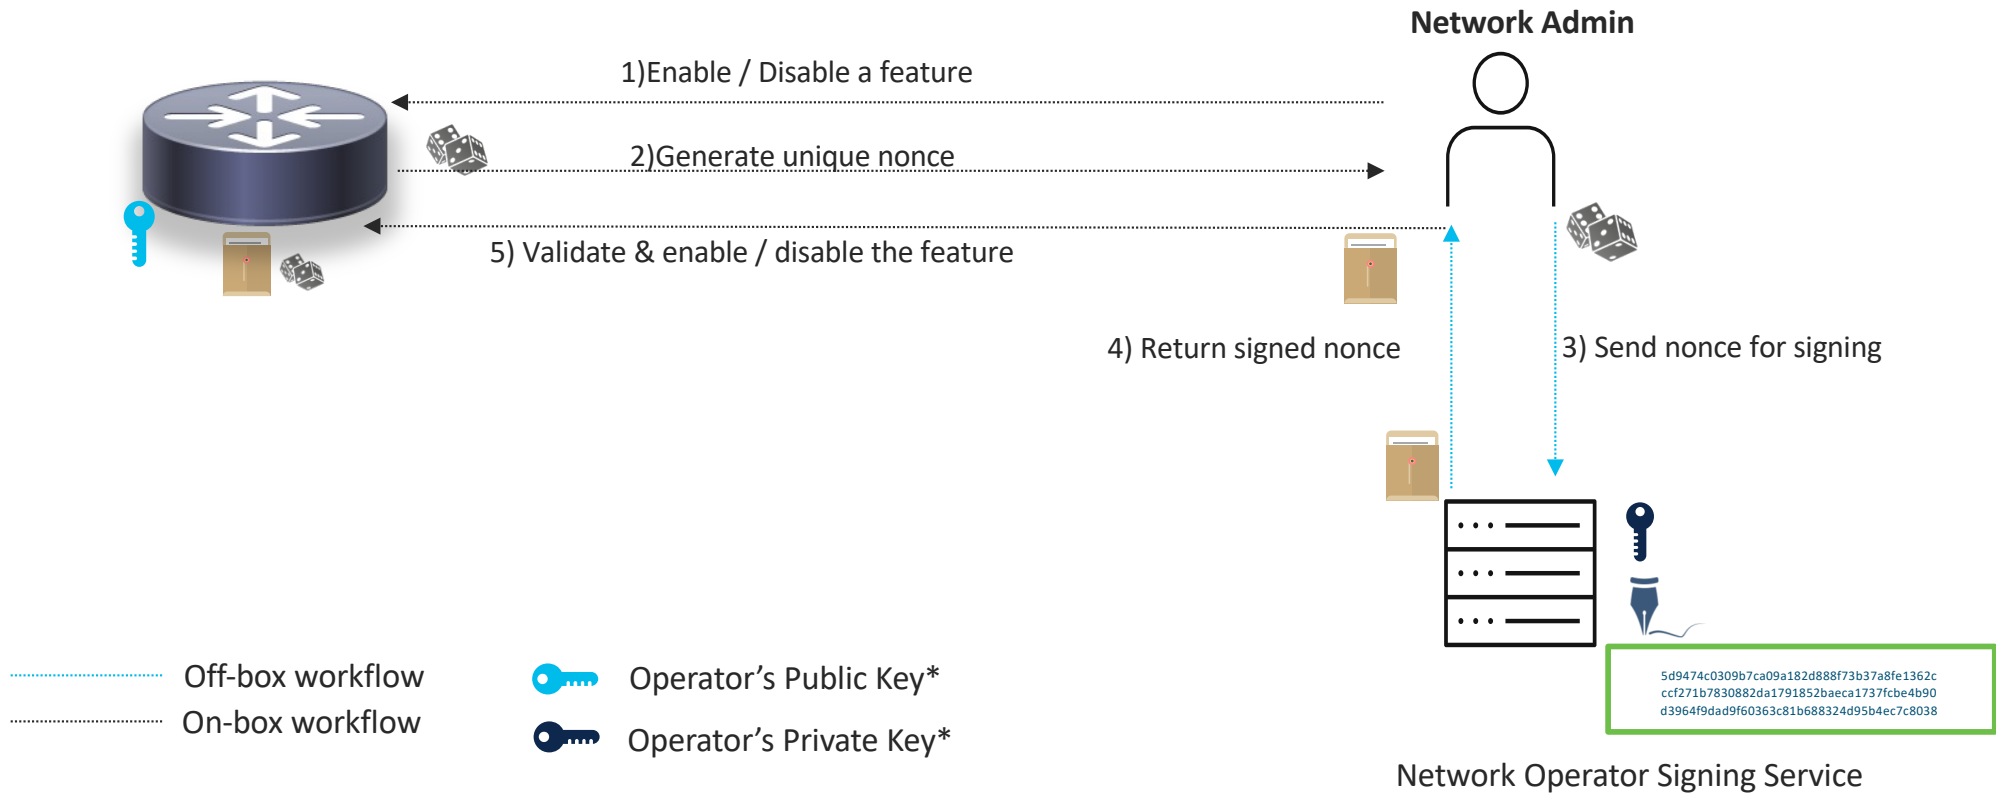 Network Admin
1)Enable / Disable a feature
2)Generate unique nonce
5) Validate & enable / disable the feature
4) Return signed nonce
3) Send nonce for signing
5d9474c0309b7ca09a182d888f73b37a8fe1362c
ccf271b7830882da1791852baeca1737fcbe4b90
d3964f9dad9f60363c81b688324d95b4ec7c8038
Network Operator Signing Service
Off-box workflow
On-box workflow
Operator's Public Key*
Operator's Private Key*